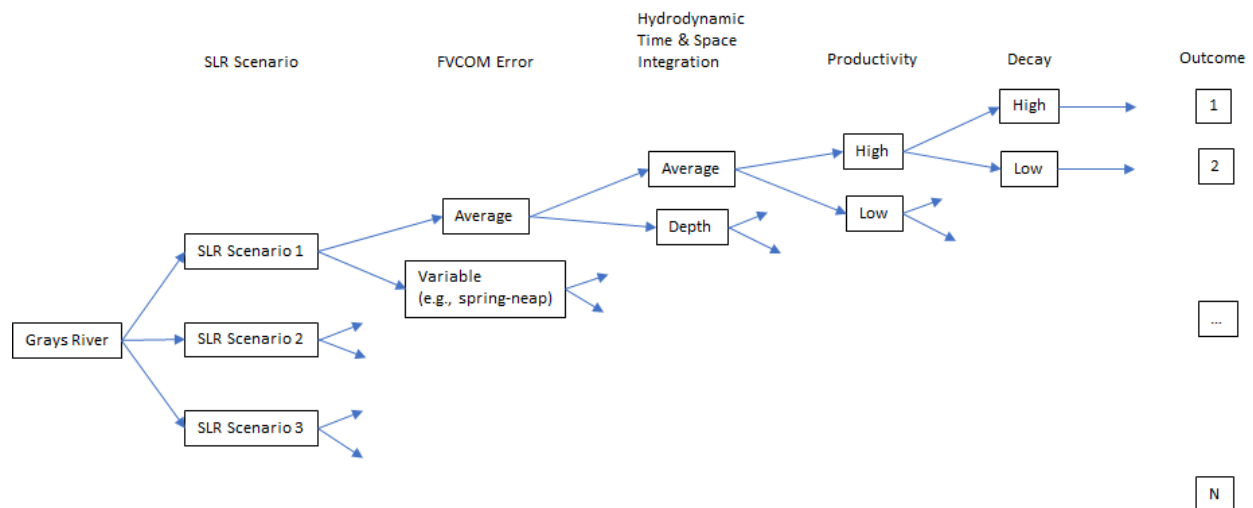 Hydrodynamic
Time & Space
Integration
SLR Scenario
FVCOM Error
Productivity
Decay
Outcome
High
1
High
Low
2
Average
Average
Low
Depth
SLR Scenario 1
Variable
(e.g., spring-neap)
Grays River
SLR Scenario 2
...
SLR Scenario 3
N